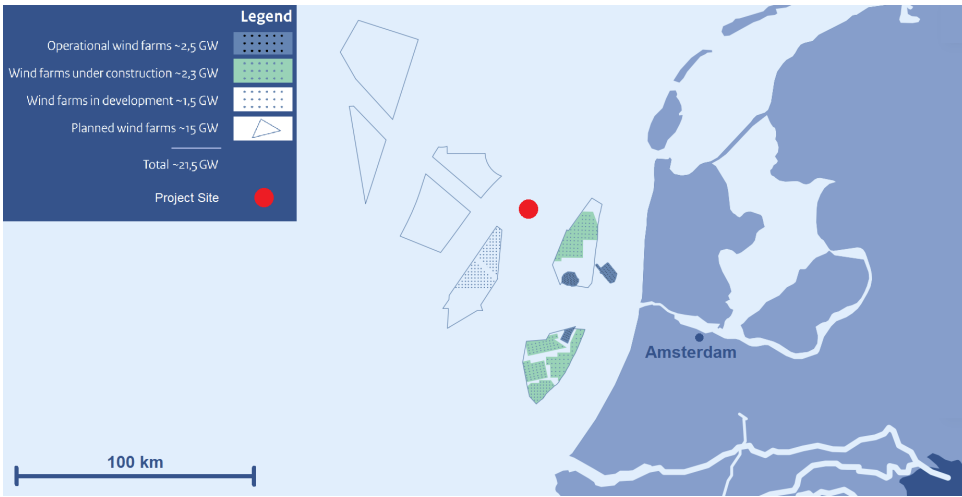 Legend
Operational wind farms ~2,5 GW
Wind farms under construction ~2,3 GW
Wind farms in development ~1,5 GW
Planned wind farms ~15 GW
Total ~21,5 GW
Project Site
Amsterdam
100 km